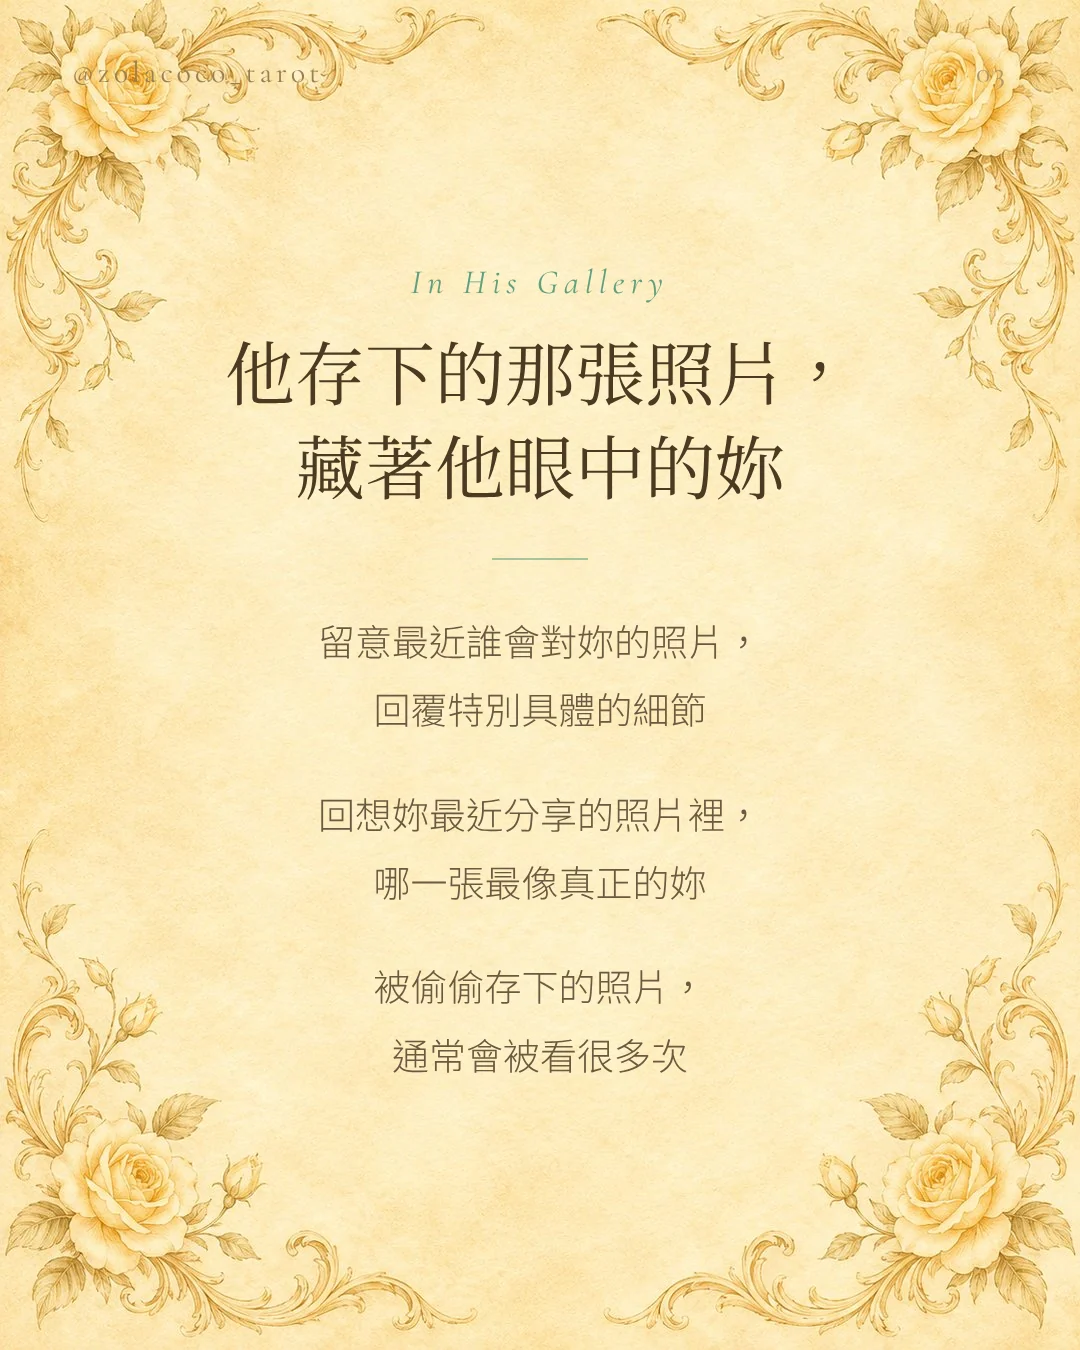 @zolacoco_tarot
03
In His Gallery
他存下的那張照片，
藏著他眼中的妳
留意最近誰會對妳的照片，
回覆特別具體的細節
回想妳最近分享的照片裡，
哪一張最像真正的妳
被偷偷存下的照片，
通常會被看很多次